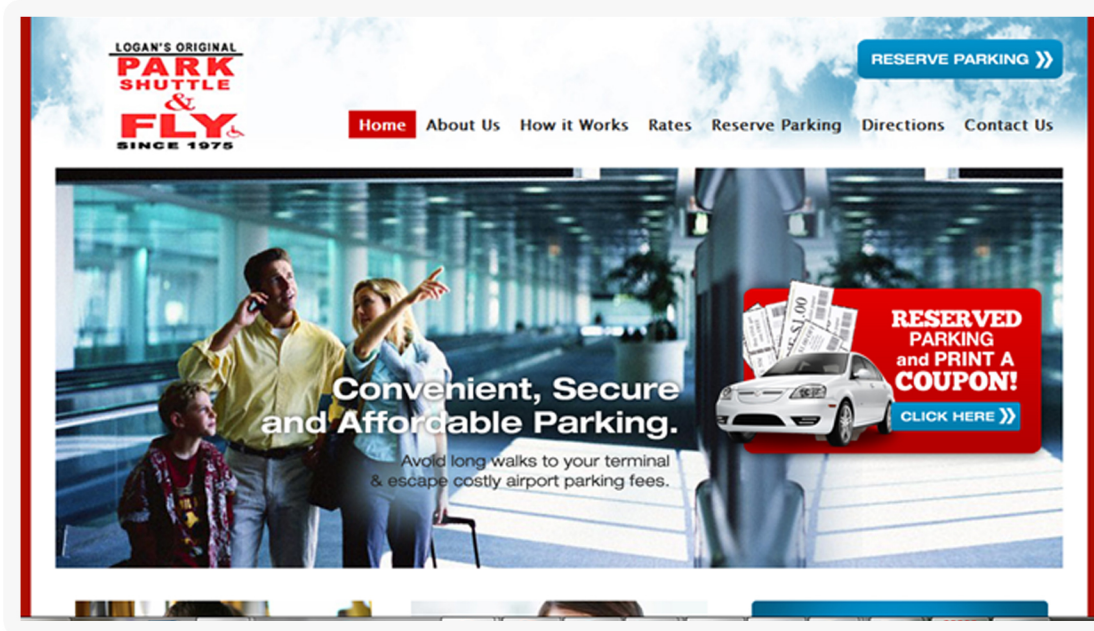 LOGAN'S ORIGINAL
PARK
SHUTTLE
&
FLY
SINCE 1975
RESERVE PARKING
Home About Us How it Works Rates Reserve Parking Directions Contact Us
Convenient, Secure
and Affordable Parking.
Avoid long walks to your terminal
& escape costly airport parking fees.
RESERVED
PARKING
and PRINT A
COUPON!
CLICK HERE